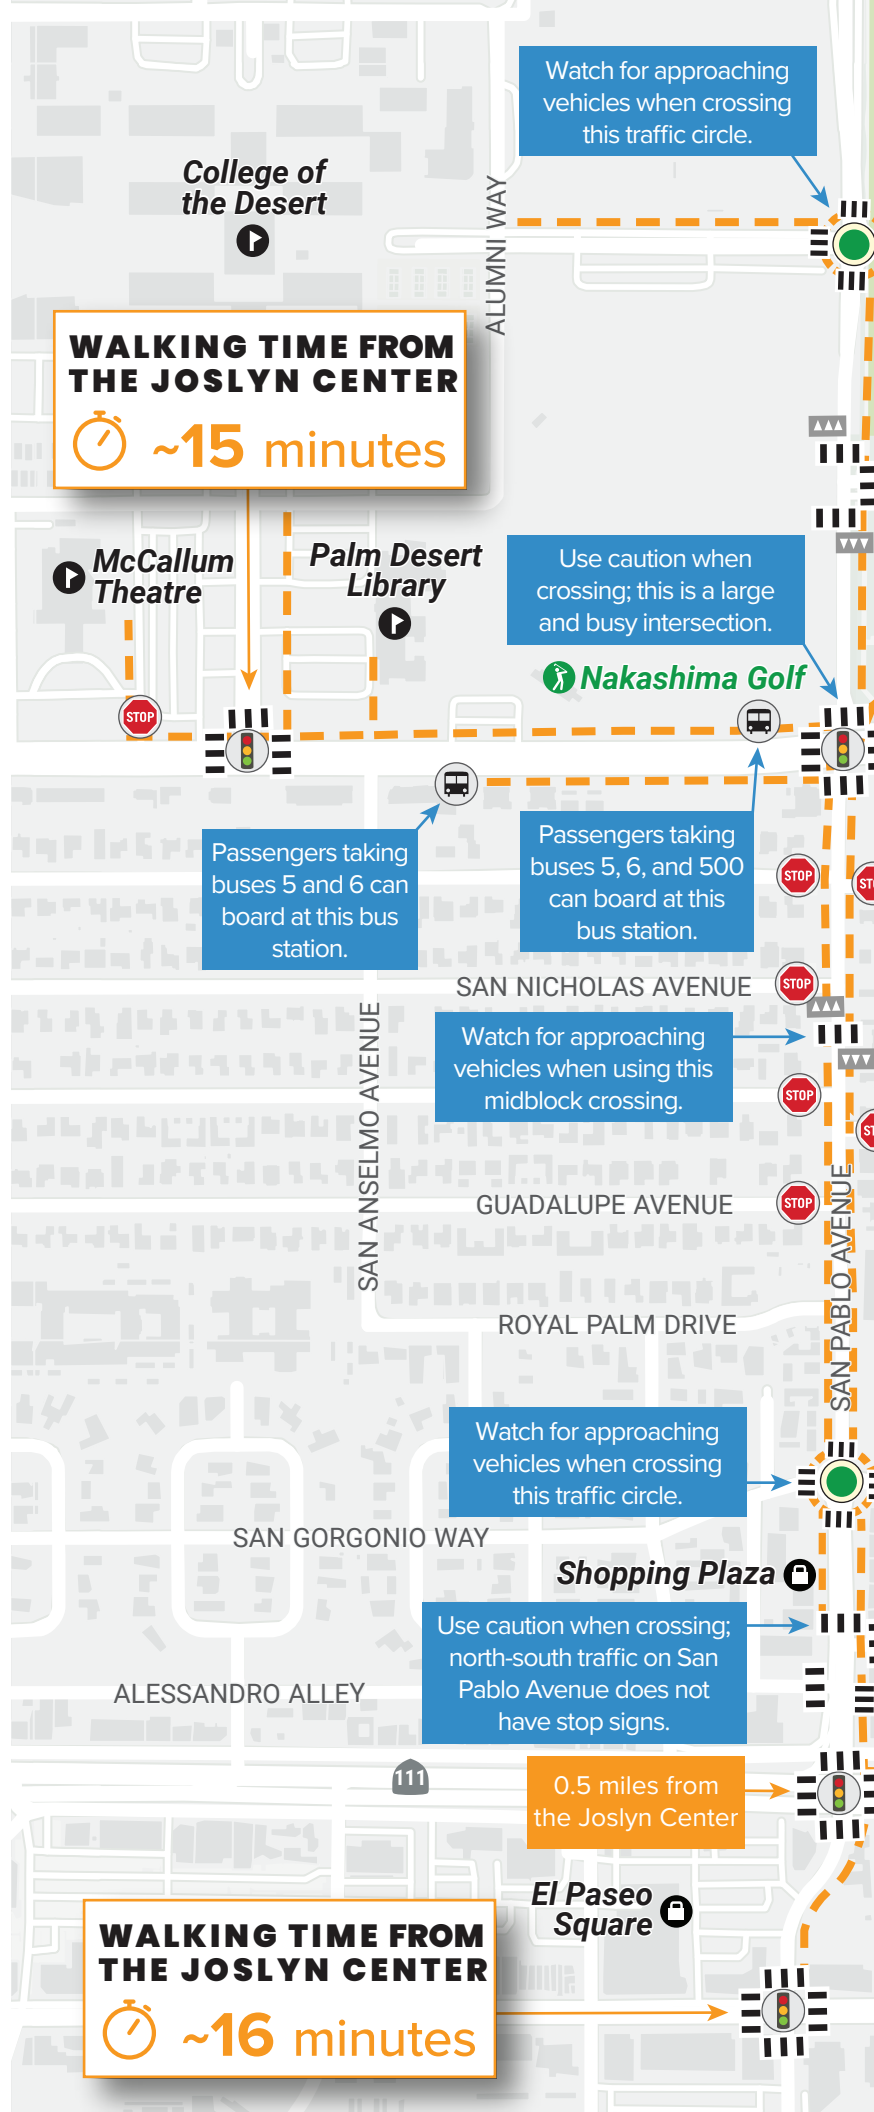 Watch for approaching
vehicles when crossing
this traffic circle.
College of
the Desert
ALUMNI WAY
WALKING TIME FROM
THE JOSLYN CENTER
~15 minutes
McCallum
Theatre
Palm Desert
Library
Use caution when
crossing; this is a large
and busy intersection.
Nakashima Golf
STOP
Passengers taking
buses 5 and 6 can
board at this bus
station.
Passengers taking
buses 5, 6, and 500
can board at this
bus station.
STOP
ST
SAN NICHOLAS AVENUE
STOP
Watch for approaching
vehicles when using this
midblock crossing.
SAN ANSELMO AVENUE
STOP
ST
GUADALUPE AVENUE
STOP
SAN PABLO AVENUE
ROYAL PALM DRIVE
Watch for approaching
vehicles when crossing
this traffic circle.
SAN GORGONIO WAY
Shopping Plaza
Use caution when crossing;
north-south traffic on San
Pablo Avenue does not
have stop signs.
ALESSANDRO ALLEY
111
0.5 miles from
the Joslyn Center
El Paseo
Square
WALKING TIME FROM
THE JOSLYN CENTER
~16 minutes